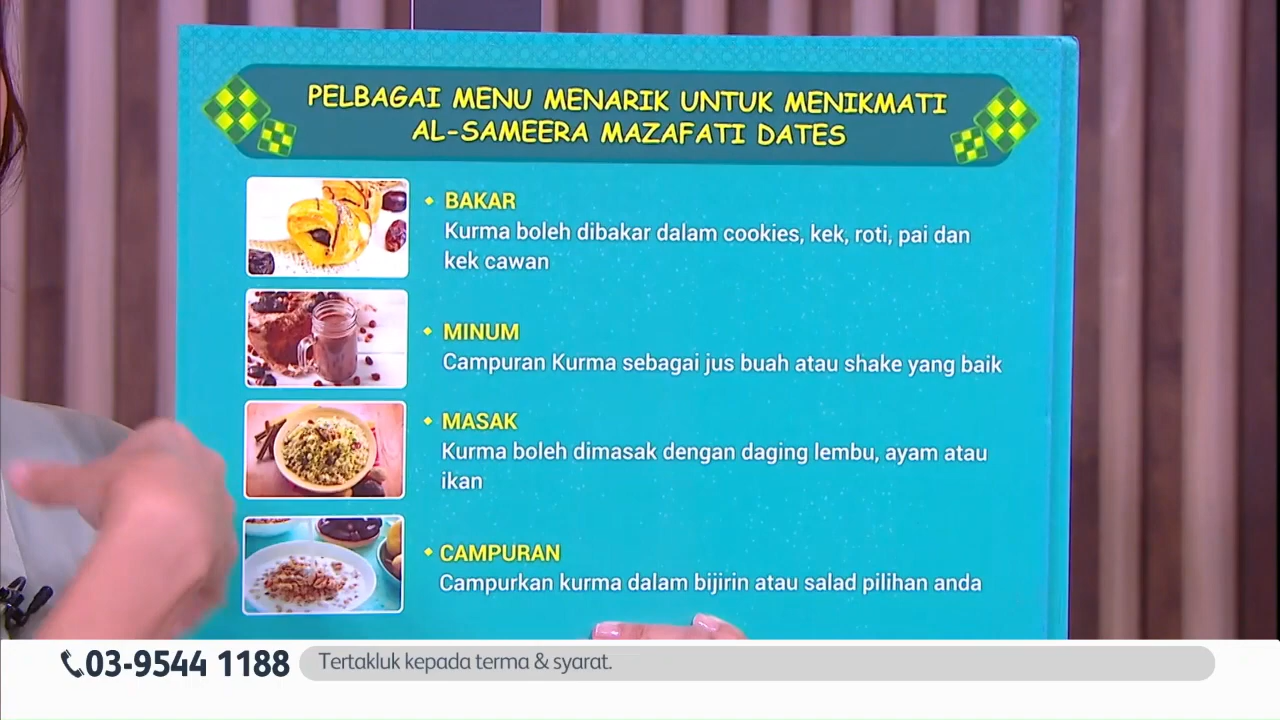 PELBAGAI MENU MENARIK UNTUK MENIKMATI
AL-SAMEERA MAZAFATI DATES
BAKAR
Kurma boleh dibakar dalam cookies, kek, roti, pai dan
kek cawan
MINUM
Campuran Kurma sebagai jus buah atau shake yang baik
MASAK
Kurma boleh dimasak dengan daging lembu, ayam atau
ikan
CAMPURAN
Campurkan kurma dalam bijirin atau salad pilihan anda
03-9544 1188 Tertakluk kepada terma & syarat.